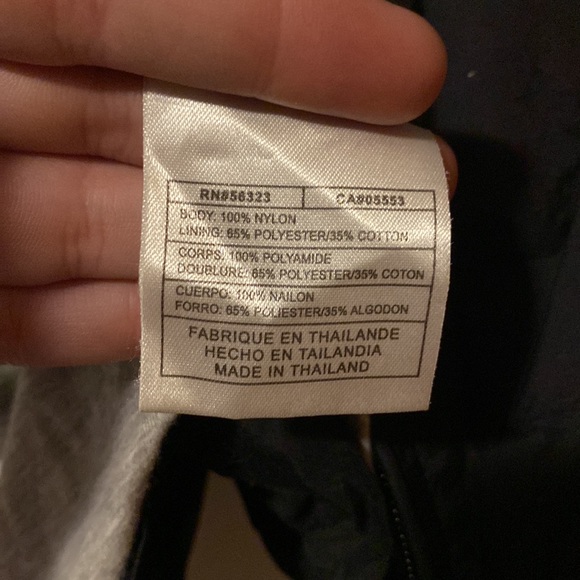 RN#56323 CA#05553
BODY: 100% NYLON
LINING: 65% POLYESTER/35% COTTON
CORPS: 100% POLYAMIDE
DOUBLURE: 65% POLYESTER/35% COTON
CUERPO: 100% NAILON
FORRO: 65% POLIESTER/35% ALGODON
FABRIQUE EN THAILANDE
HECHO EN TAILANDIA
MADE IN THAILAND